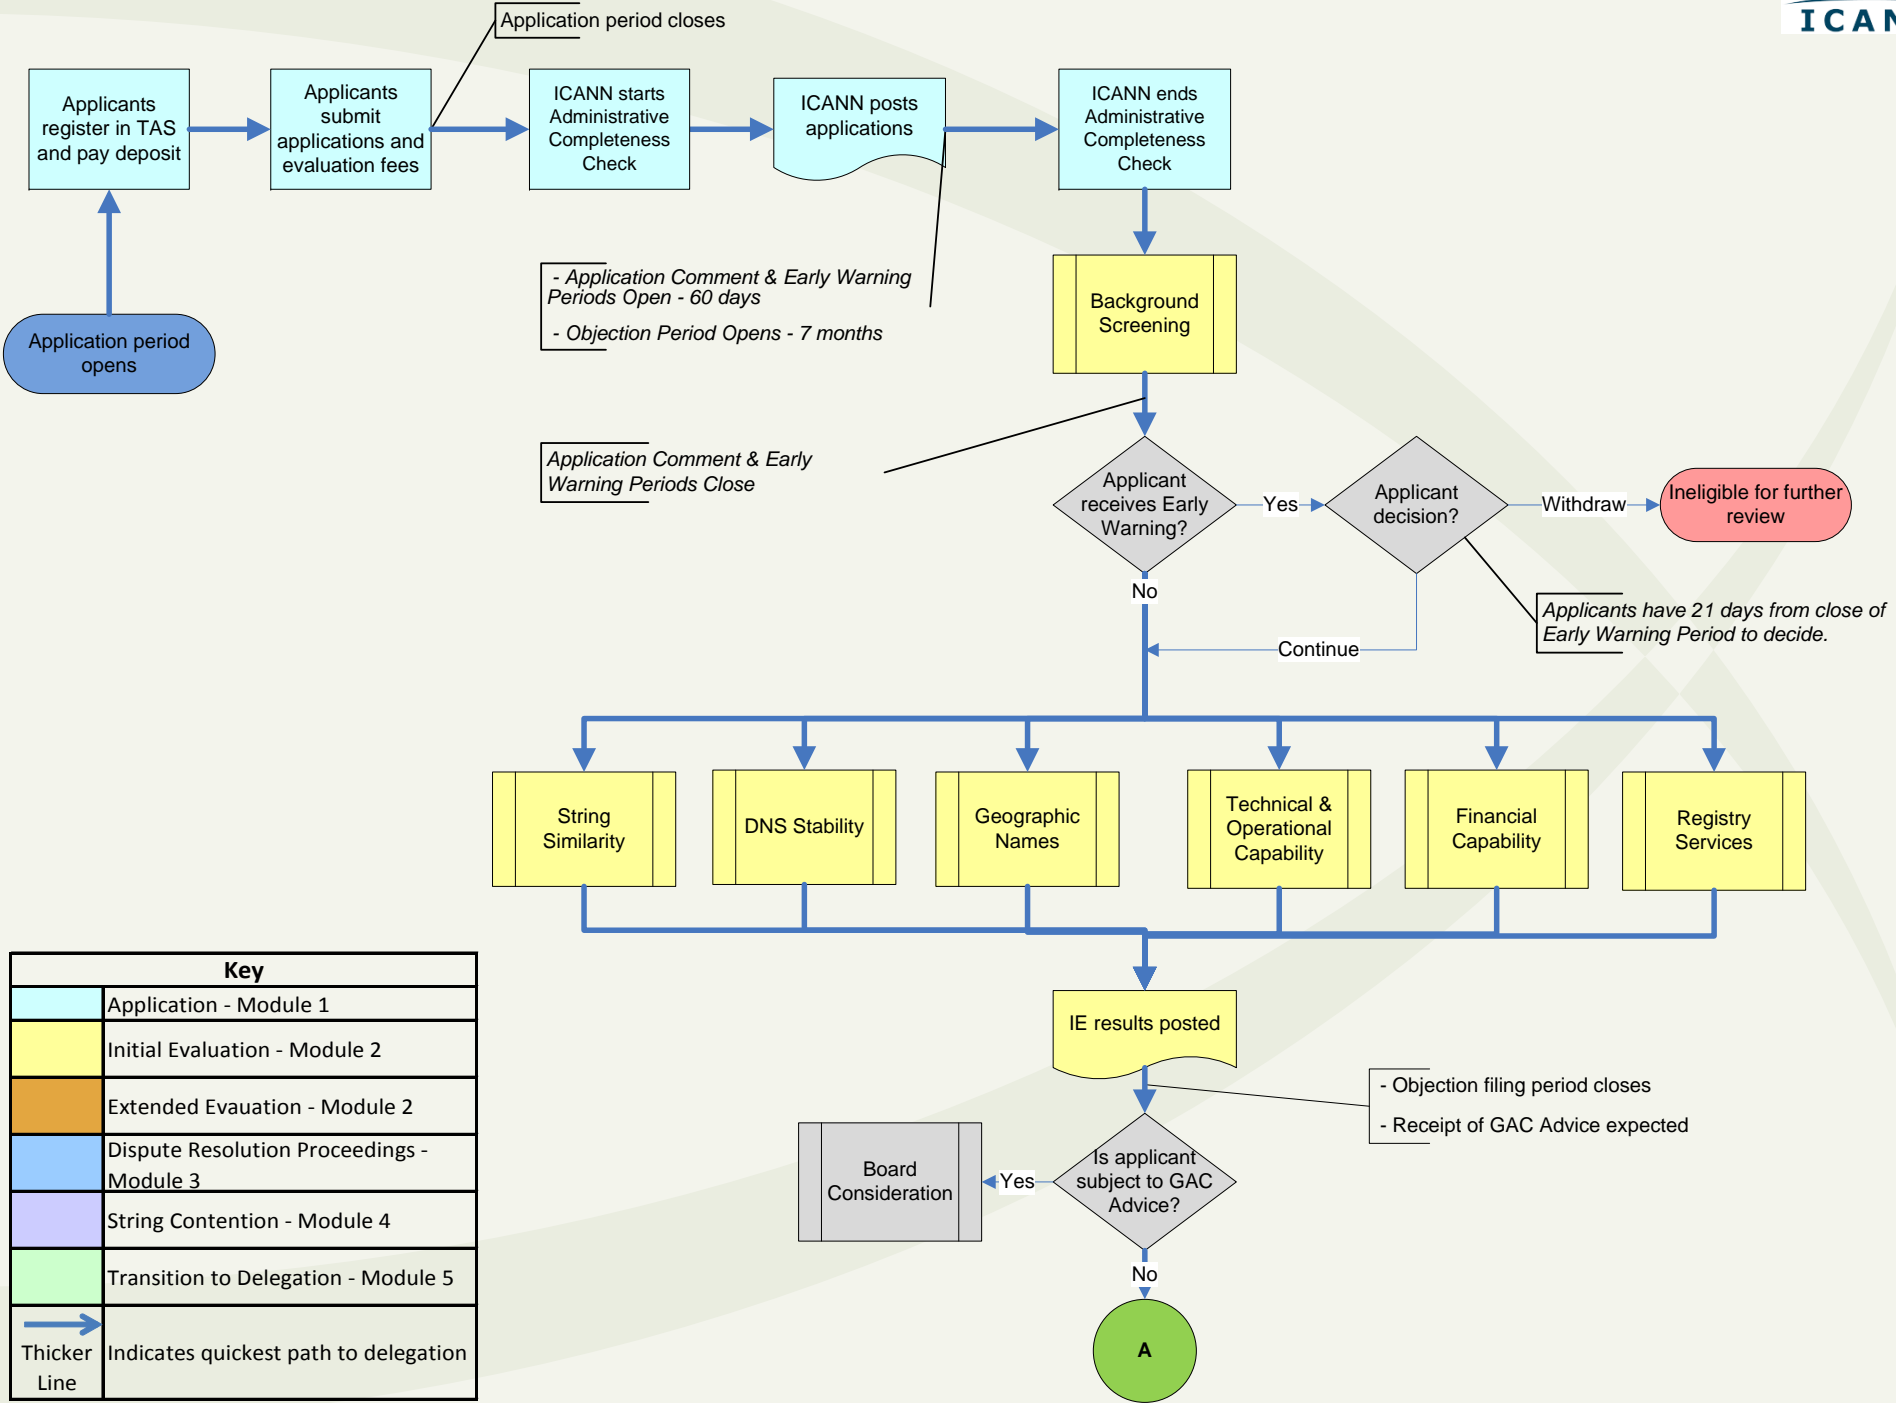 Application period closes
ICAN
Applicants
register in TAS
and pay deposit
Applicants
submit
applications and
evaluation fees
ICANN starts
Administrative
Completeness
Check
ICANN posts
applications
ICANN ends
Administrative
Completeness
Check
- Application Comment & Early Warning
Periods Open - 60 days
- Objection Period Opens - 7 months
Background
Screening
Application period
opens
Application Comment & Early
Warning Periods Close
Applicant
receives Early
Warning?
Yes
Applicant
decision?
Withdraw
Ineligible for further
review
No
Applicants have 21 days from close of
Early Warning Period to decide.
Continue
String
Similarity
DNS Stability
Geographic
Names
Technical &
Operational
Capability
Financial
Capability
Registry
Services
IE results posted
- Objection filing period closes
- Receipt of GAC Advice expected
Board
Consideration
Yes
Is applicant
subject to GAC
Advice?
No
A
Key
Application - Module 1
Initial Evaluation - Module 2
Extended Evauation - Module 2
Dispute Resolution Proceedings -
Module 3
String Contention - Module 4
Transition to Delegation - Module 5
Thicker
Line
Indicates quickest path to delegation